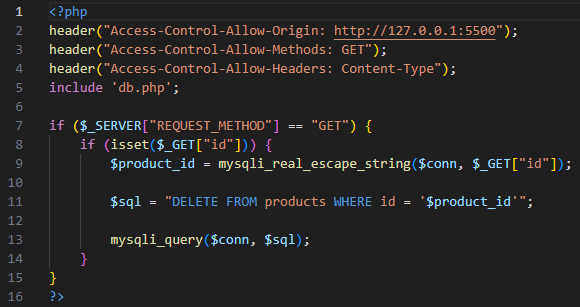 1 <?php
2 header("Access-Control-Allow-Origin: http://127.0.0.1:5500");
3 header("Access-Control-Allow-Methods: GET");
4 header("Access-Control-Allow-Headers: Content-Type");
5 include 'db.php';
6
7 if ($_SERVER["REQUEST_METHOD"] == "GET") {
8     if (isset($_GET["id"])) {
9         $product_id = mysqli_real_escape_string($conn, $_GET["id"]);
10
11         $sql = "DELETE FROM products WHERE id = '$product_id'";
12
13         mysqli_query($conn, $sql);
14     }
15 }
16 ?>